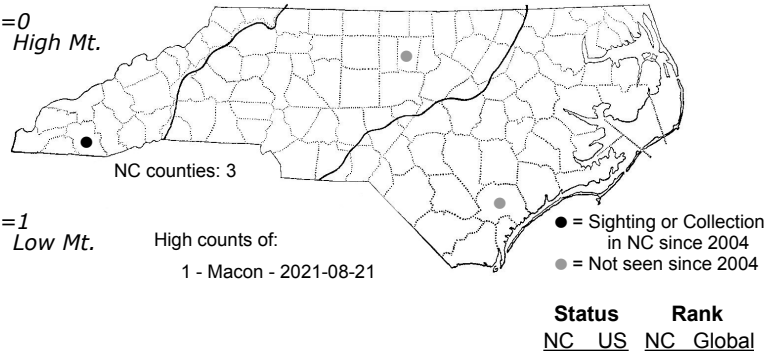 =0
High Mt.
NC counties: 3
=1
Low Mt.
High counts of:
1 - Macon - 2021-08-21
● = Sighting or Collection
in NC since 2004
● = Not seen since 2004
Status Rank
NC US NC Global